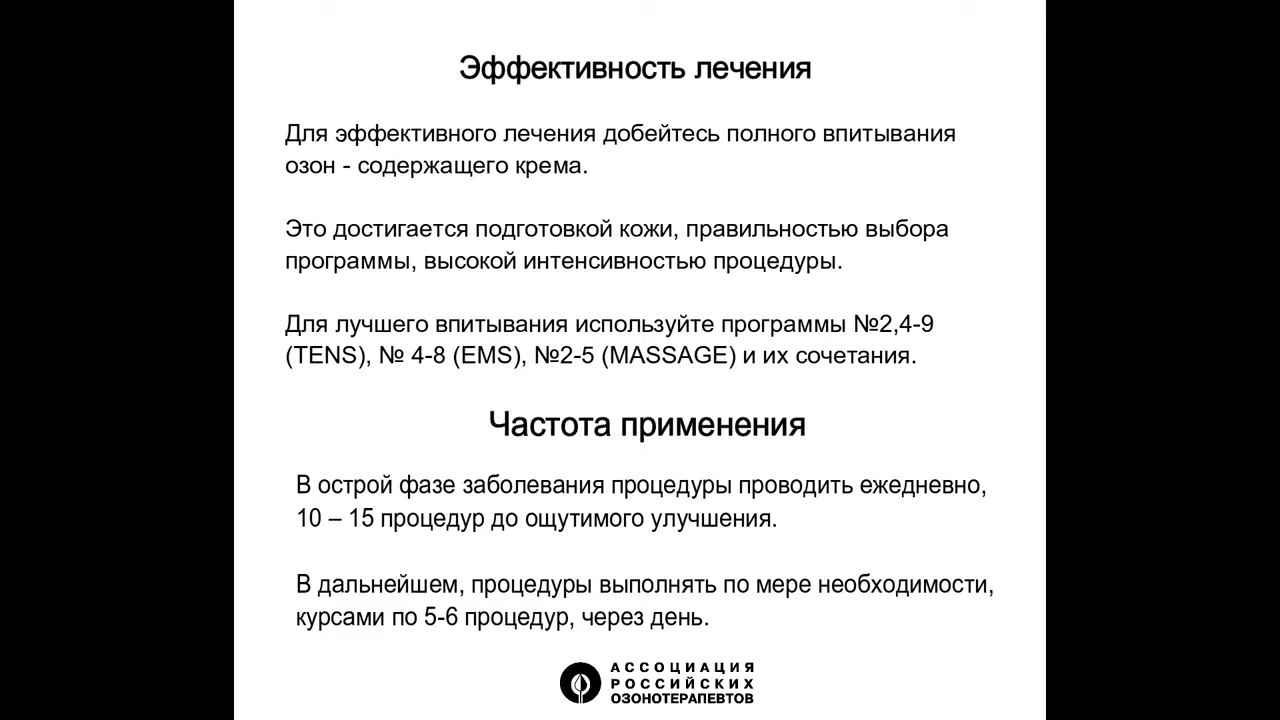 Эффективность лечения
Для эффективного лечения добейтесь полного впитывания
озон - содержащего крема.
Это достигается подготовкой кожи, правильностью выбора
программы, высокой интенсивностью процедуры.
Для лучшего впитывания используйте программы №2,4-9
(TENS), № 4-8 (EMS), №2-5 (MASSAGE) и их сочетания.
Частота применения
В острой фазе заболевания процедуры проводить ежедневно,
10 – 15 процедур до ощутимого улучшения.
В дальнейшем, процедуры выполнять по мере необходимости,
курсами по 5-6 процедур, через день.
АССОЦИАЦИЯ
РОССИЙСКИХ
ОЗОНОТЕРАПЕВТОВ